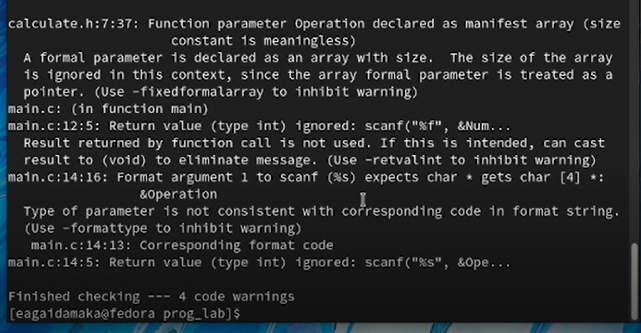 calculate.h:7:37: Function parameter Operation declared as manifest array (size
constant is meaningless)
A formal parameter is declared as an array with size. The size of the array
is ignored in this context, since the array formal parameter is treated as a
pointer. (Use -fixedformalarray to inhibit warning)
main.c: (in function main)
main.c:12:5: Return value (type int) ignored: scanf("%f", &Num...
Result returned by function call is not used. If this is intended, can cast
result to (void) to eliminate message. (Use -retvalint to inhibit warning)
main.c:14:16: Format argument 1 to scanf (%s) expects char * gets char [4] *:
&Operation
Type of parameter is not consistent with corresponding code in format string.
(Use -formattype to inhibit warning)
main.c:14:13: Corresponding format code
main.c:14:5: Return value (type int) ignored: scanf("%s", &Ope...
Finished checking --- 4 code warnings
[eagaidamaka@fedora prog_lab]$